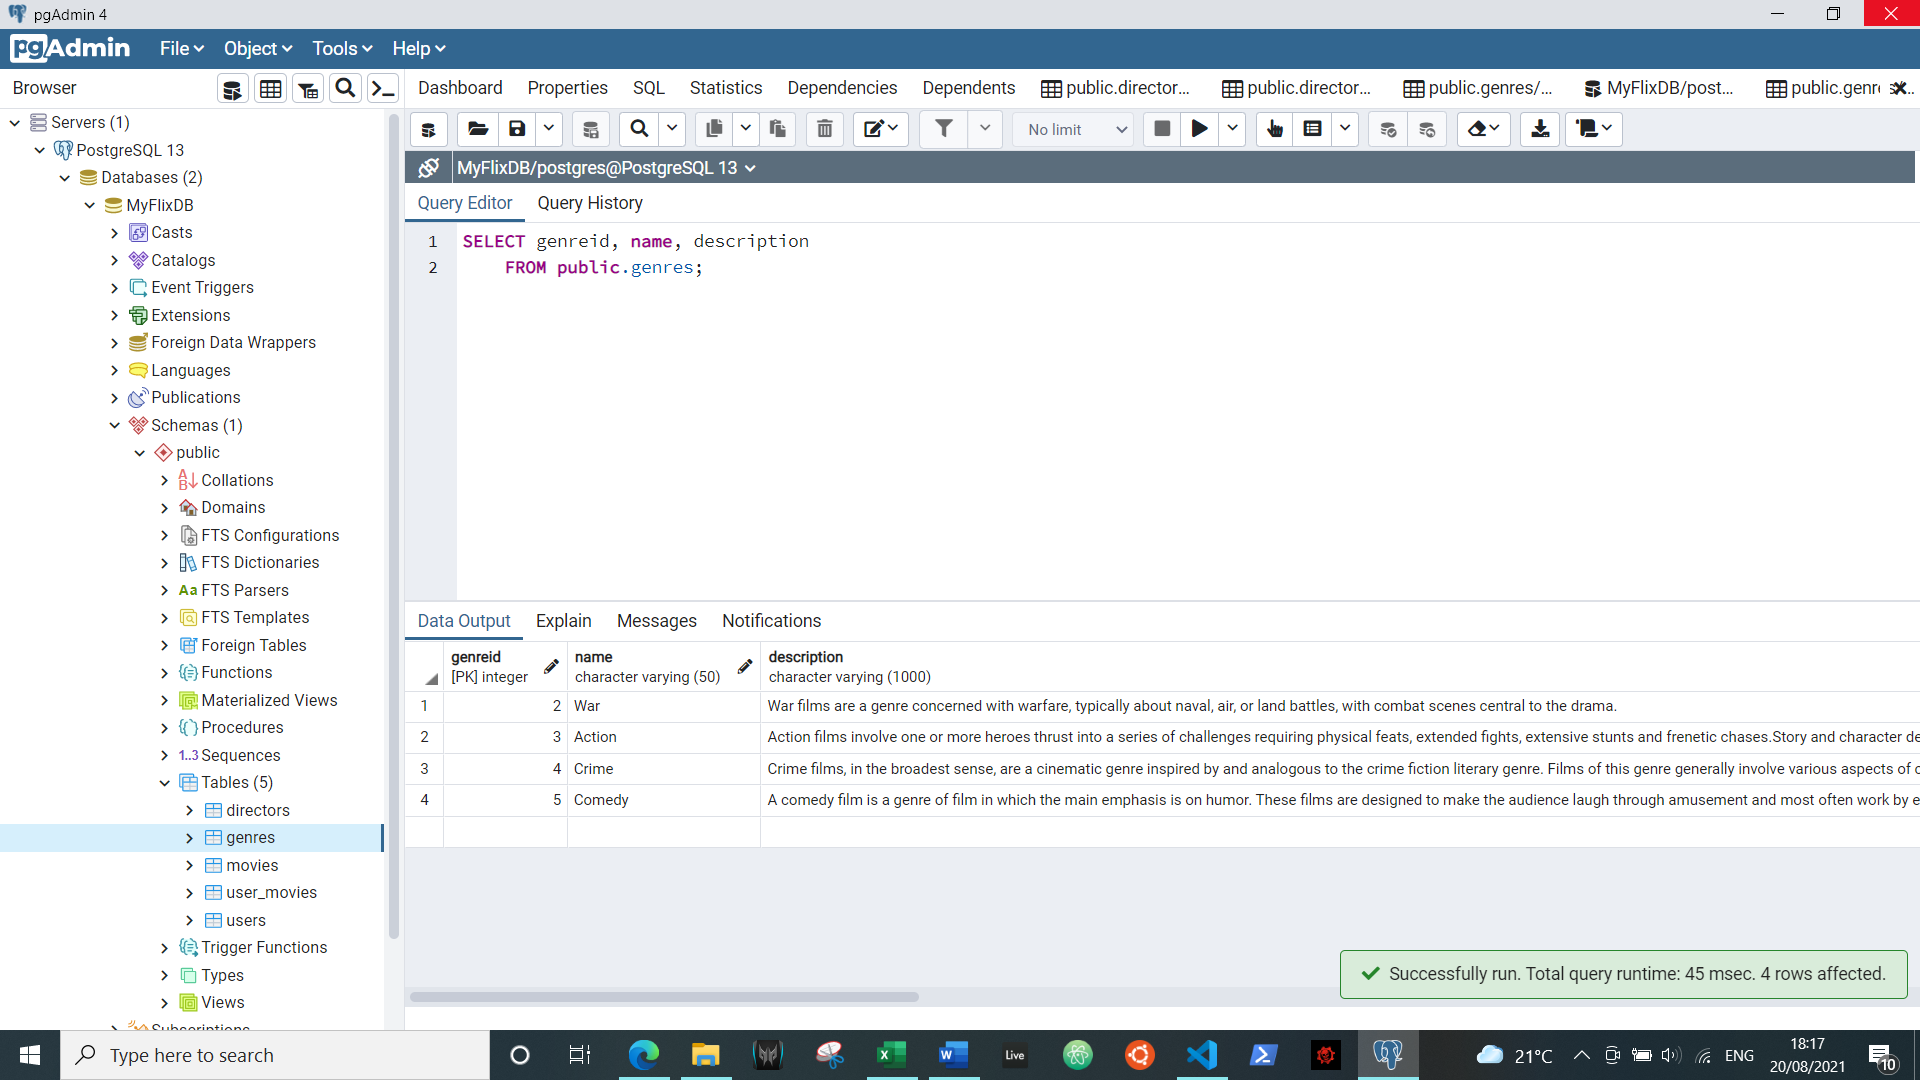 pgAdmin 4
pgAdmin File Object Tools Help
Browser
Dashboard Properties SQL Statistics Dependencies Dependents public.director... public.director... public.genres/... MyFlixDB/post... public.genr
Servers (1)
PostgreSQL 13
Databases (2)
MyFlixDB
Casts
Catalogs
Event Triggers
Extensions
Foreign Data Wrappers
Languages
Publications
Schemas (1)
public
Collations
Domains
FTS Configurations
FTS Dictionaries
Aa FTS Parsers
FTS Templates
Foreign Tables
Functions
Materialized Views
Procedures
1..3 Sequences
Tables (5)
directors
genres
movies
user_movies
users
Trigger Functions
Types
Views
Subscriptions
No limit
MyFlixDB/postgres@PostgreSQL 13
Query Editor Query History
1 SELECT genreid, name, description
2 FROM public.genres;
Data Output Explain Messages Notifications
genreid name description
[PK] integer character varying (50) character varying (1000)
1 2 War War films are a genre concerned with warfare, typically about naval, air, or land battles, with combat scenes central to the drama.
2 3 Action Action films involve one or more heroes thrust into a series of challenges requiring physical feats, extended fights, extensive stunts and frenetic chases.Story and character de
3 4 Crime Crime films, in the broadest sense, are a cinematic genre inspired by and analogous to the crime fiction literary genre. Films of this genre generally involve various aspects of c
4 5 Comedy A comedy film is a genre of film in which the main emphasis is on humor. These films are designed to make the audience laugh through amusement and most often work by e
Successfully run. Total query runtime: 45 msec. 4 rows affected.
Type here to search
Live
21°C ENG
18:17
20/08/2021
10